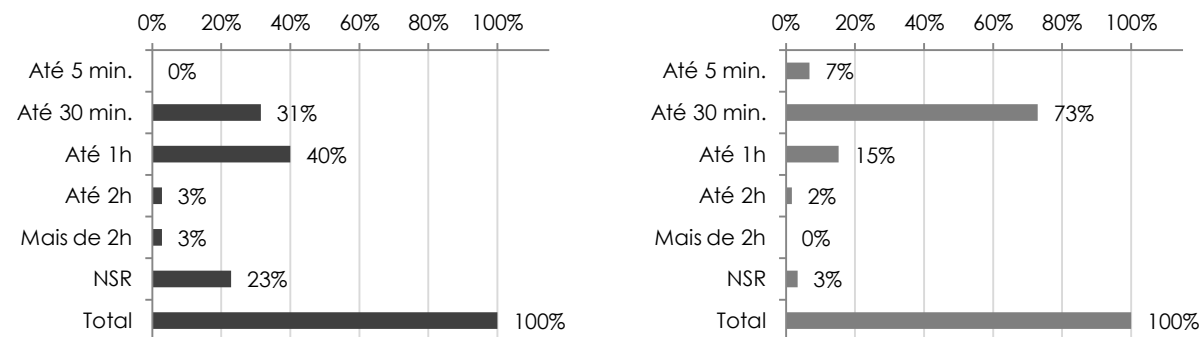 0% 20% 40% 60% 80% 100%
Até 5 min. 0%
Até 30 min. 31%
Até 1h 40%
Até 2h 3%
Mais de 2h 3%
NSR 23%
Total 100%
0% 20% 40% 60% 80% 100%
Até 5 min. 7%
Até 30 min. 73%
Até 1h 15%
Até 2h 2%
Mais de 2h 0%
NSR 3%
Total 100%